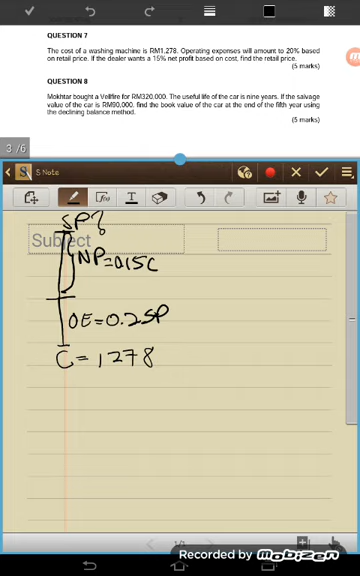 QUESTION 7
The cost of a washing machine is RM1,278. Operating expenses will amount to 20% based
on retail price. If the dealer wants a 15% net profit based on cost, find the retail price.
(5 marks)
QUESTION 8
Mokhtar bought a Vellfire for RM320,000. The useful life of the car is nine years. If the salvage
value of the car is RM90,000, find the book value of the car at the end of the fifth year using
the declining balance method.
(5 marks)
3 /6
S Note
f(x)
T
SP?
Subject
NP=0.15C
OE=0.2SP
C=1278
1/1
Recorded by Mobizen